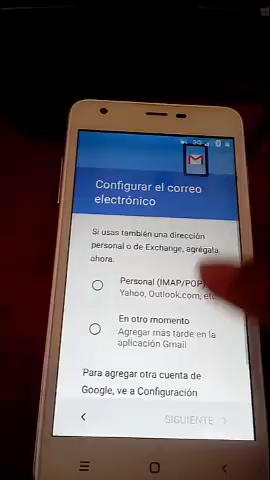 3G
Configurar el correo
electrónico
Si usas también una dirección
personal o de Exchange, agrégala
ahora.
Personal (IMAP/POP)
Yahoo, Outlook.com, etc
En otro momento
Agregar más tarde en la
aplicación Gmail
Para agregar otra cuenta de
Google, ve a Configuración
SIGUIENTE